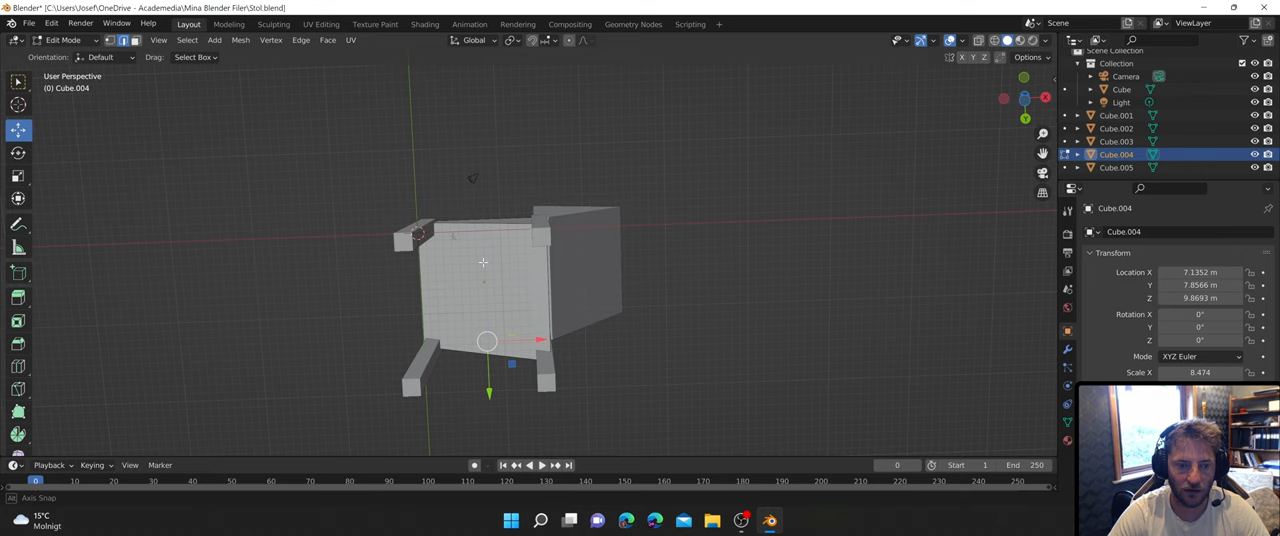 Blender* [C:\Users\Josef\OneDrive - Academedia\Mina Blender Filer\Stol.blend]
File Edit Render Window Help Layout Modeling Sculpting UV Editing Texture Paint Shading Animation Rendering Compositing Geometry Nodes Scripting + Scene ViewLayer
Edit Mode View Select Add Mesh Vertex Edge Face UV Global
Orientation: Default Drag: Select Box X Y Z Options
User Perspective
(0) Cube.004
X
Y
Scene Collection
Collection
Camera
Cube
Light
Cube.001
Cube.002
Cube.003
Cube.004
Cube.005
Cube.004
Cube.004
Transform
Location X 7.1352 m
Y 7.8566 m
Z 9.8693 m
Rotation X 0°
Y 0°
Z 0°
Mode XYZ Euler
Scale X 8.474
Playback Keying View Marker 0 Start 1 End 250
0 10 20 30 40 50 60 70 80 90 100 110 120 130 140 150 160 170 180 190 200 210 220 230 240 250
Alt Axis Snap
15°C
Molnigt